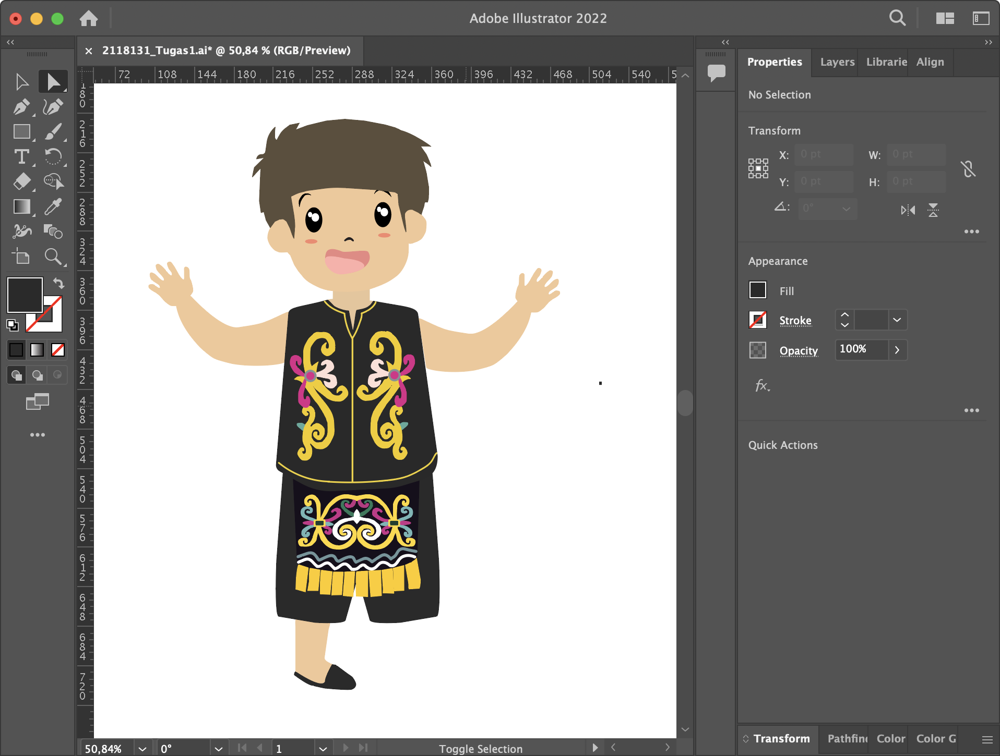 Adobe Illustrator 2022
2118131_Tugas1.ai* @ 50,84 % (RGB/Preview)
72 108 144 180 216 252 288 324 360 396 432 468 504 540 5
180
216
252
288
324
360
396
432
468
504
540
576
612
648
684
720
Properties Layers Librarie Align
No Selection
Transform
X: 0 pt W: 0 pt
Y: 0 pt H: 0 pt
0°
Appearance
Fill
Stroke
Opacity 100%
fx.
Quick Actions
Transform Pathfin Color Color G
50,84% 0° 1 Toggle Selection